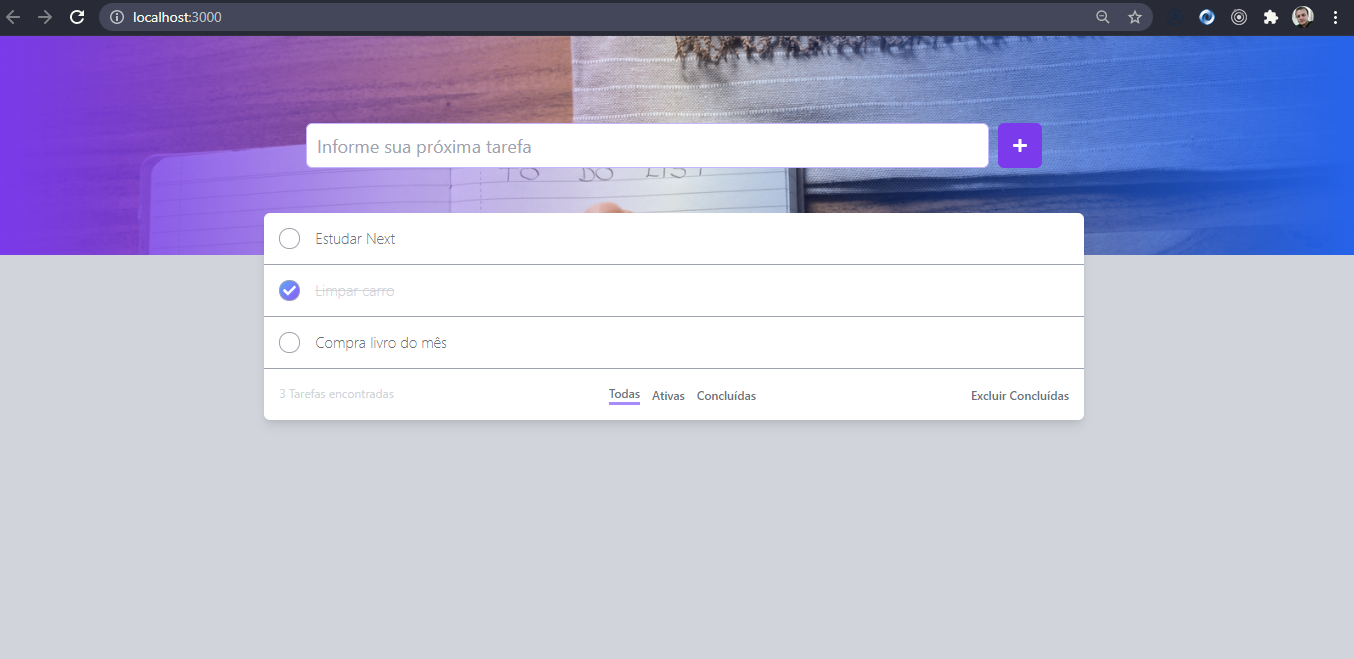 localhost:3000
Informe sua próxima tarefa
TO DO LIST
Estudar Next
Limpar carro
Compra livro do mês
3 Tarefas encontradas Todas Ativas Concluídas Excluir Concluídas